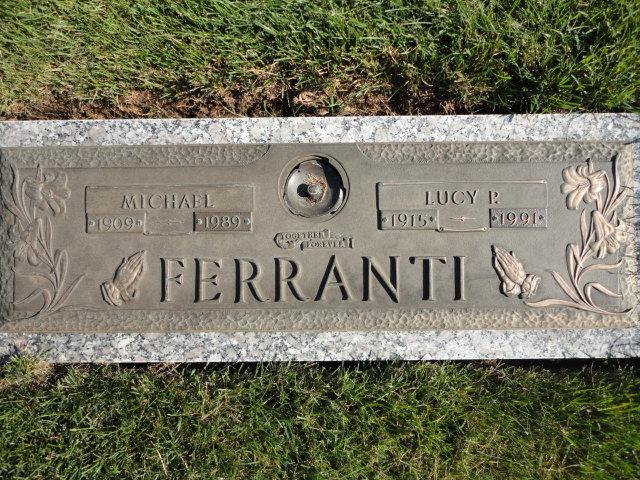 MICHAEL
1909 1989
LUCY P.
1915 1991
TOGETHER
FOREVER
FERRANTI